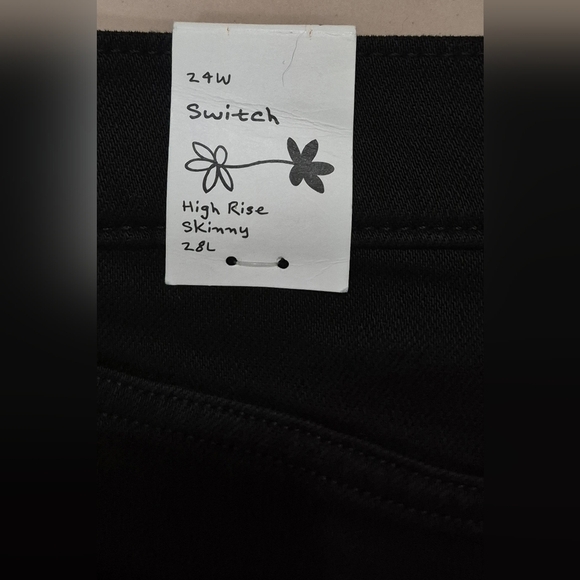 24W
Switch
High Rise
Skinny
28L